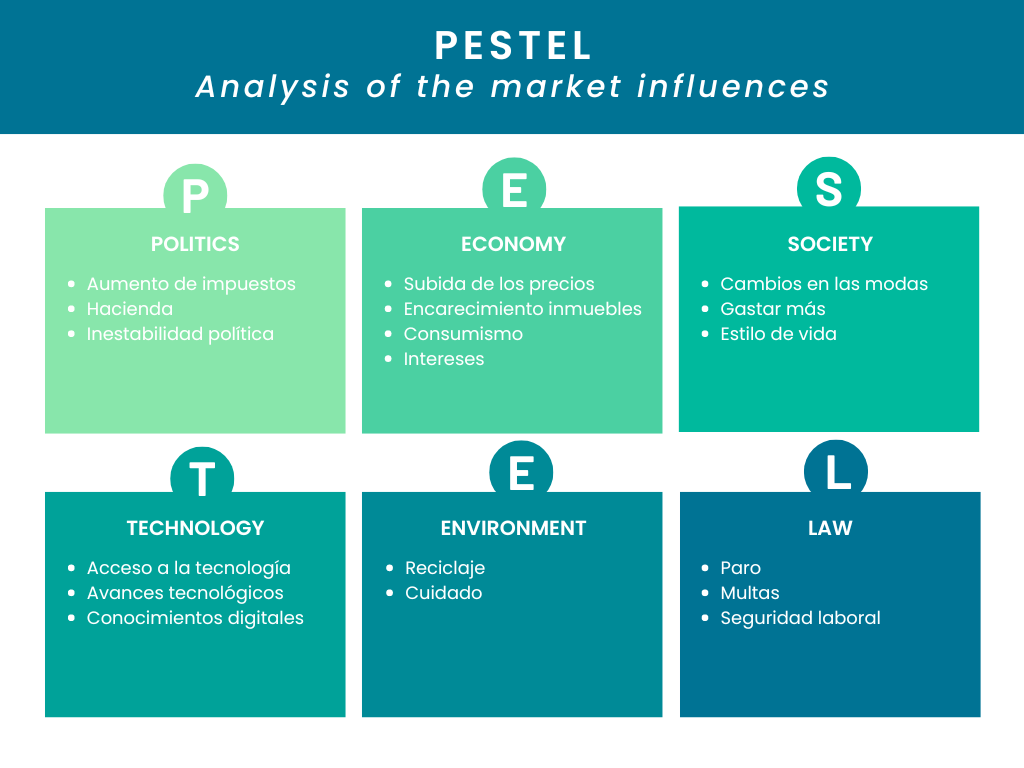 PESTEL
Analysis of the market influences
P
POLITICS
Aumento de impuestos
Hacienda
Inestabilidad política
E
ECONOMY
Subida de los precios
Encarecimiento inmuebles
Consumismo
Intereses
S
SOCIETY
Cambios en las modas
Gastar más
Estilo de vida
T
TECHNOLOGY
Acceso a la tecnología
Avances tecnológicos
Conocimientos digitales
E
ENVIRONMENT
Reciclaje
Cuidado
L
LAW
Paro
Multas
Seguridad laboral